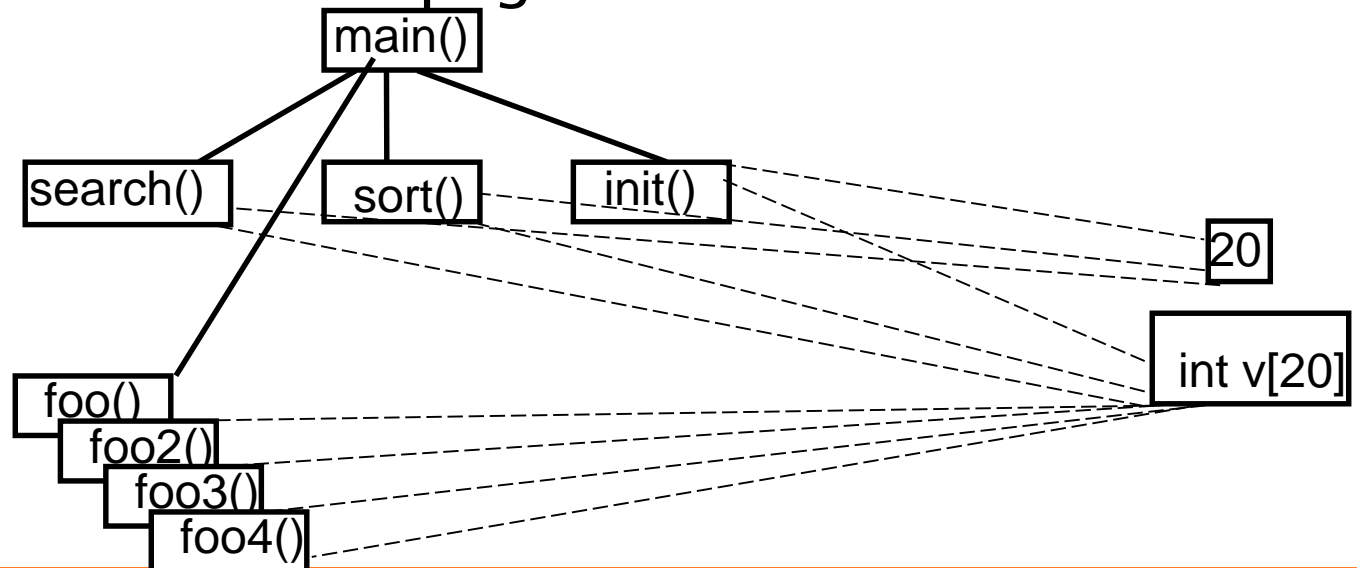 main()
search()
sort()
init()
20
int v[20]
foo()
foo2()
foo3()
foo4()